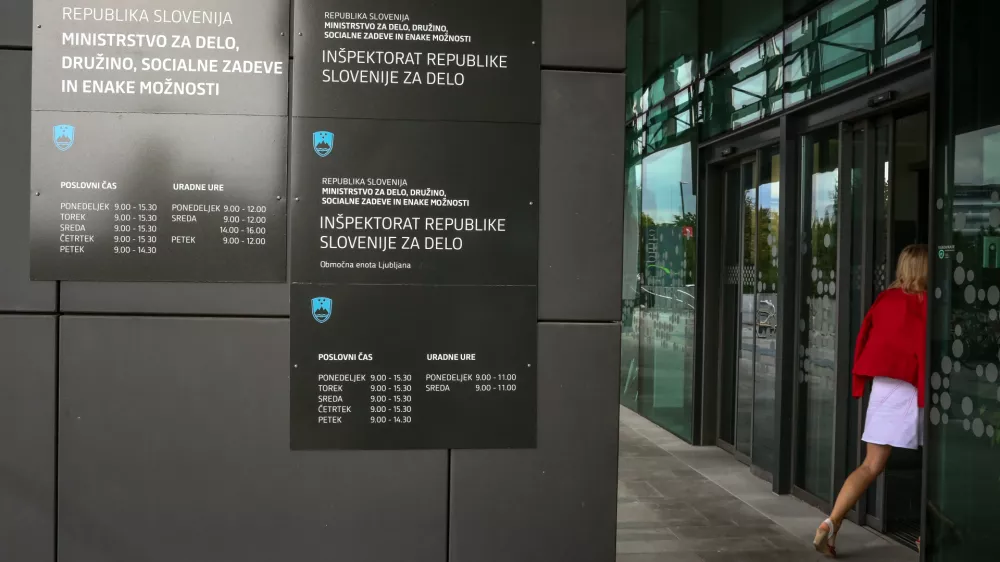 REPUBLIKA SLOVENIJA
MINISTRSTVO ZA DELO,
DRUŽINO, SOCIALNE ZADEVE
IN ENAKE MOŽNOSTI
POSLOVNI ČAS
PONEDELJEK 9.00 - 15.30
TOREK 9.00 - 15.30
SREDA 9.00 - 15.30
ČETRTEK 9.00 - 15.30
PETEK 9.00 - 14.30
URADNE URE
PONEDELJEK 9.00 - 12.00
SREDA 9.00 - 12.00
14.00 - 16.00
PETEK 9.00 - 12.00
REPUBLIKA SLOVENIJA
MINISTRSTVO ZA DELO, DRUŽINO,
SOCIALNE ZADEVE IN ENAKE MOŽNOSTI
INŠPEKTORAT REPUBLIKE
SLOVENIJE ZA DELO
REPUBLIKA SLOVENIJA
MINISTRSTVO ZA DELO, DRUŽINO,
SOCIALNE ZADEVE IN ENAKE MOŽNOSTI
INŠPEKTORAT REPUBLIKE
SLOVENIJE ZA DELO
Območna enota Ljubljana
POSLOVNI ČAS
PONEDELJEK 9.00 - 15.30
TOREK 9.00 - 15.30
SREDA 9.00 - 15.30
ČETRTEK 9.00 - 15.30
PETEK 9.00 - 14.30
URADNE URE
PONEDELJEK 9.00 - 11.00
SREDA 9.00 - 11.00